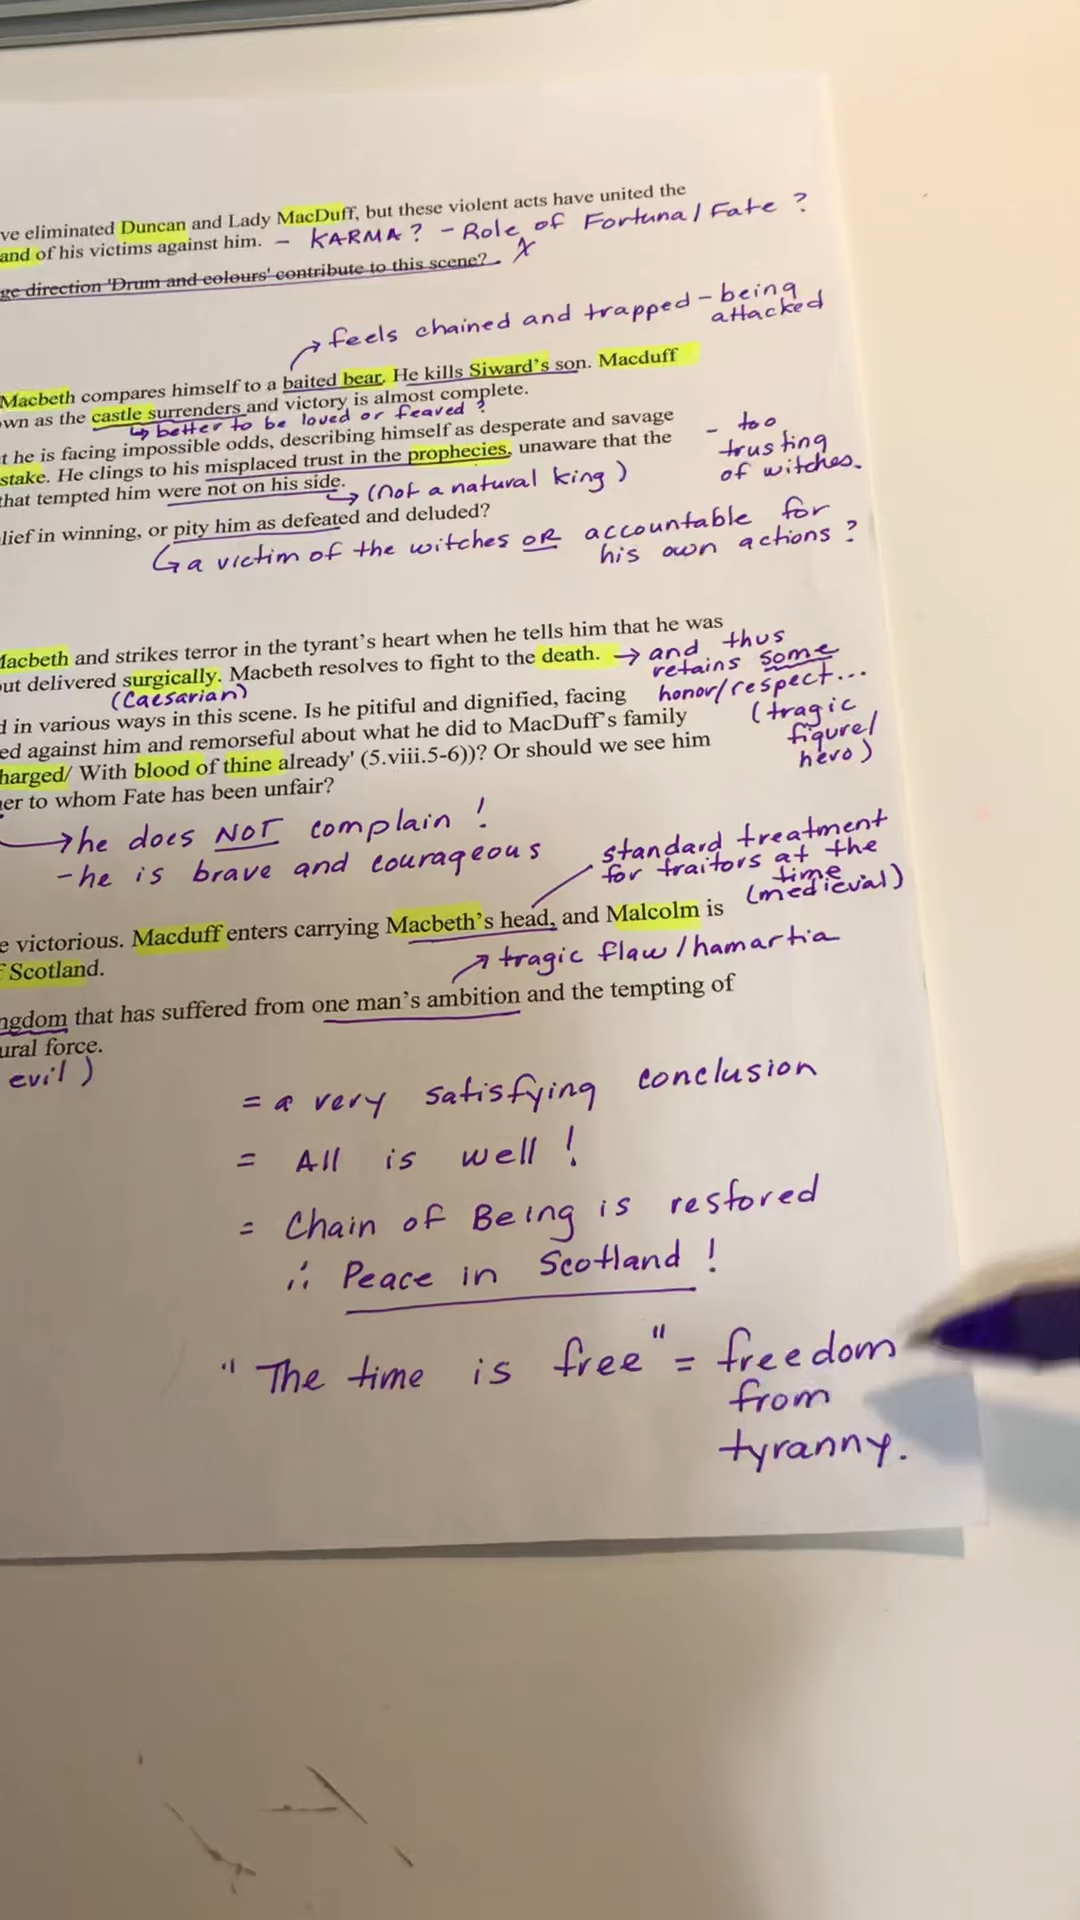 ve eliminated Duncan and Lady MacDuff, but these violent acts have united the
and of his victims against him. - KARMA? - Role of Fortuna/Fate?
ge direction 'Drum and colours' contribute to this scene? X
feels chained and trapped - being
attacked
Macbeth compares himself to a baited bear. He kills Siward's son. Macduff
wn as the castle surrenders and victory is almost complete.
better to be loved or feared?
t he is facing impossible odds, describing himself as desperate and savage
stake. He clings to his misplaced trust in the prophecies, unaware that the
that tempted him were not on his side.
- too
trusting
of witches.
(not a natural king)
lief in winning, or pity him as defeated and deluded?
a victim of the witches OR accountable for
his own actions?
Macbeth and strikes terror in the tyrant's heart when he tells him that he was
ut delivered surgically. Macbeth resolves to fight to the death. → and thus
retains some
honor/respect...
(tragic
figure/
hero)
(Caesarian)
d in various ways in this scene. Is he pitiful and dignified, facing
ed against him and remorseful about what he did to MacDuff's family
harged/ With blood of thine already' (5.viii.5-6))? Or should we see him
er to whom Fate has been unfair?
he does NOT complain!
- he is brave and courageous
standard treatment
for traitors at the
time
(medieval)
e victorious. Macduff enters carrying Macbeth's head, and Malcolm is
f Scotland.
tragic flaw/hamartia
ngdom that has suffered from one man's ambition and the tempting of
ural force.
evil)
= a very satisfying conclusion
= All is well!
= Chain of Being is restored
∴ Peace in Scotland!
"The time is free" = freedom
from
tyranny.